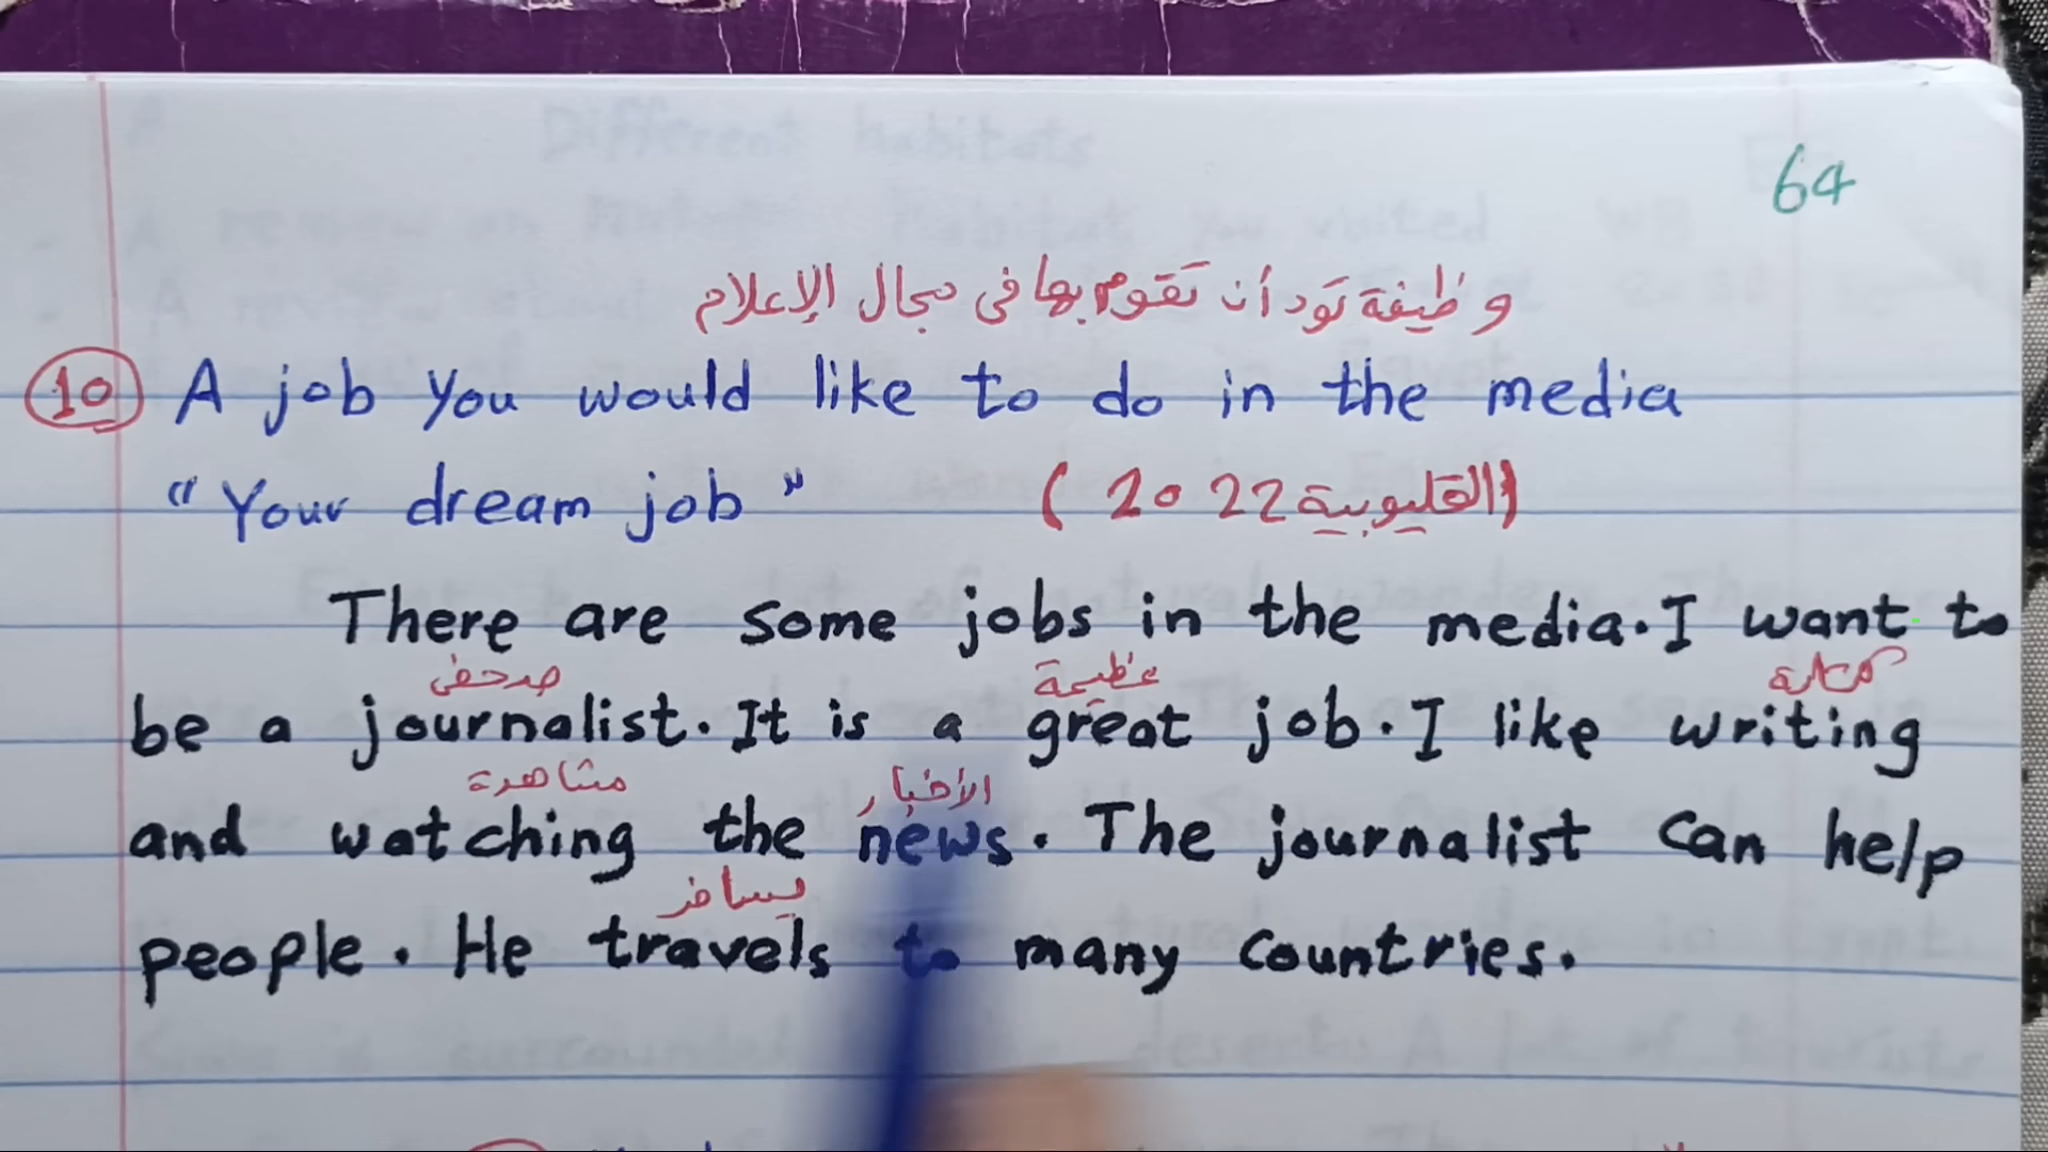 64
وظيفة تود أن تقوم بها فى مجال الإعلام
10 A job you would like to do in the media
"Your dream job" (القليوبية 2022)
There are some jobs in the media. I want to
صحفى عظيمة كتابة
be a journalist. It is a great job. I like writing
مشاهدة الأخبار
and watching the news. The journalist can help
يسافر
people. He travels to many countries.